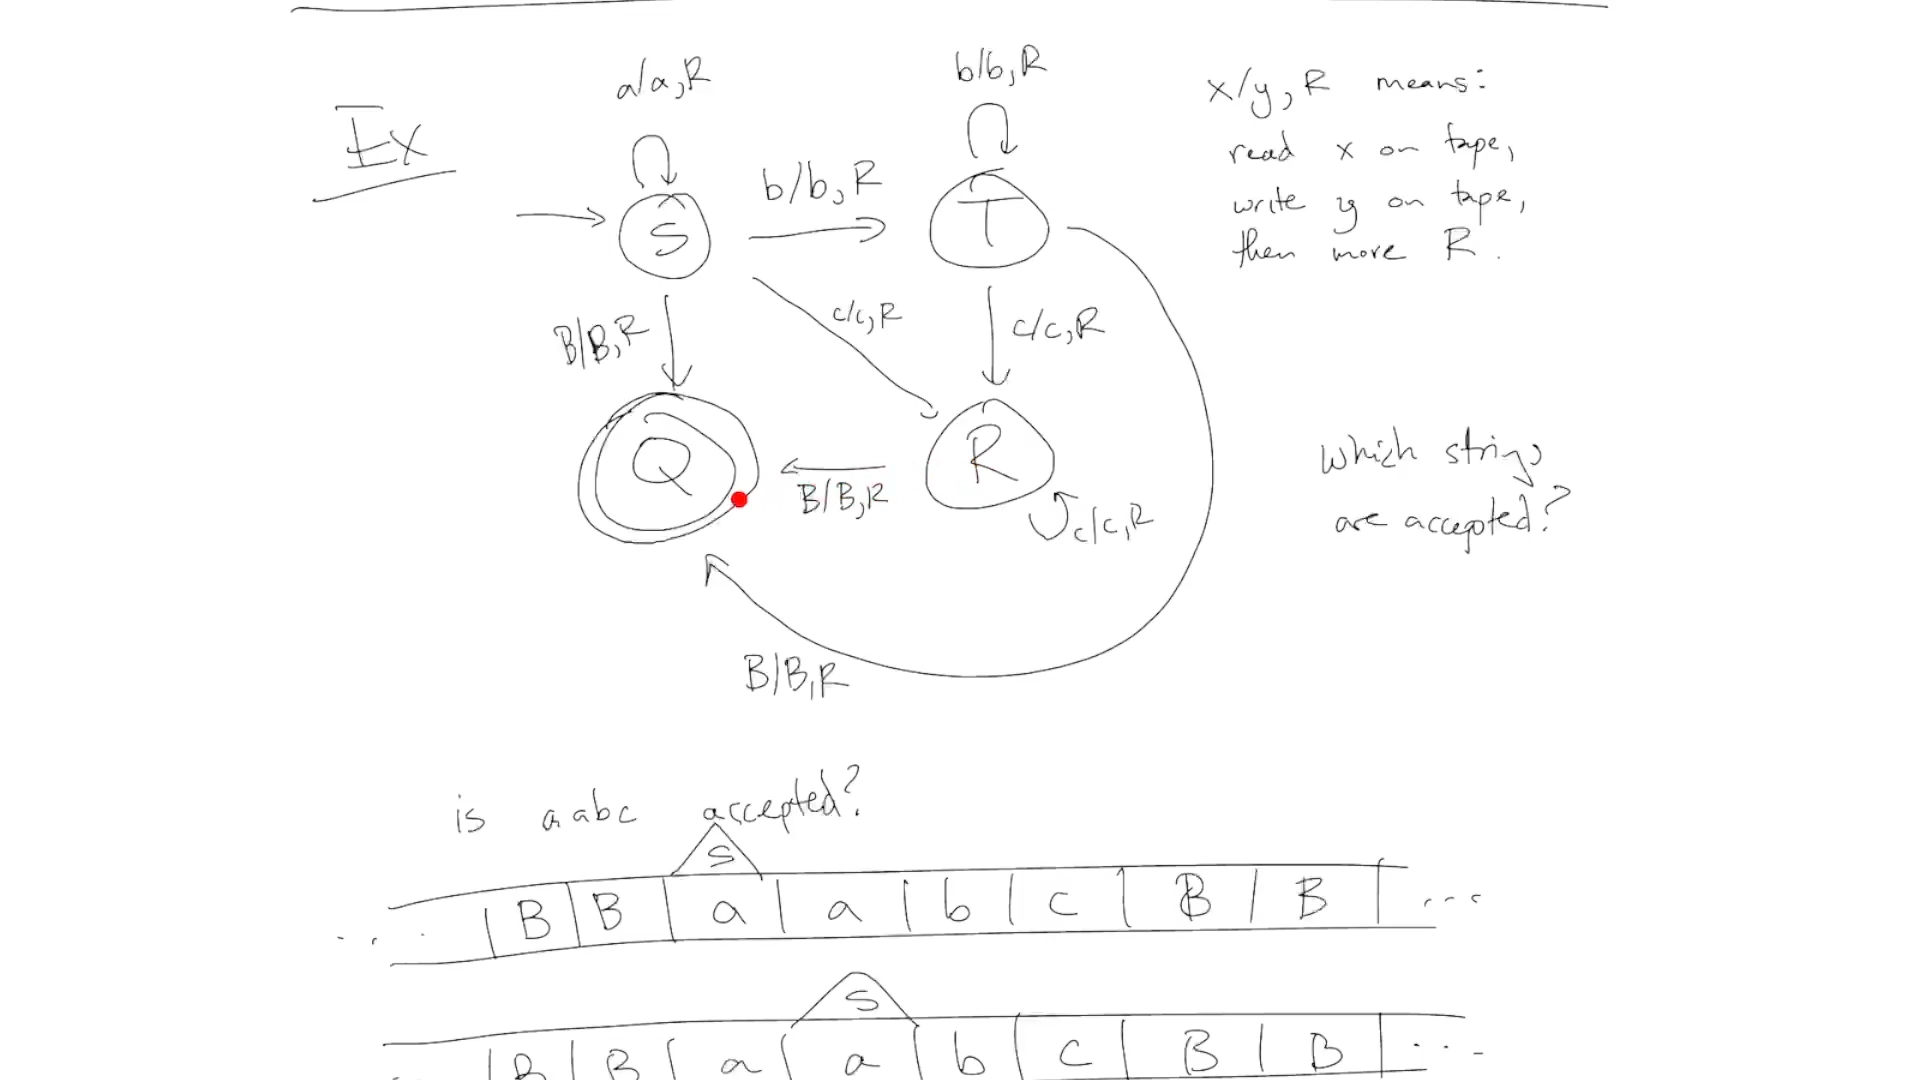 Ex
a/a,R
b/b,R
S
b/b,R
T
x/y, R means:
read x on tape,
write y on tape,
then move R.
B/B,R
c/c,R
c/c,R
Q
B/B,R
R
c/c,R
which strings
are accepted?
B/B,R
is aabc accepted?
S
... B B a a b c B B ...
S
... B B a a b c B B ...